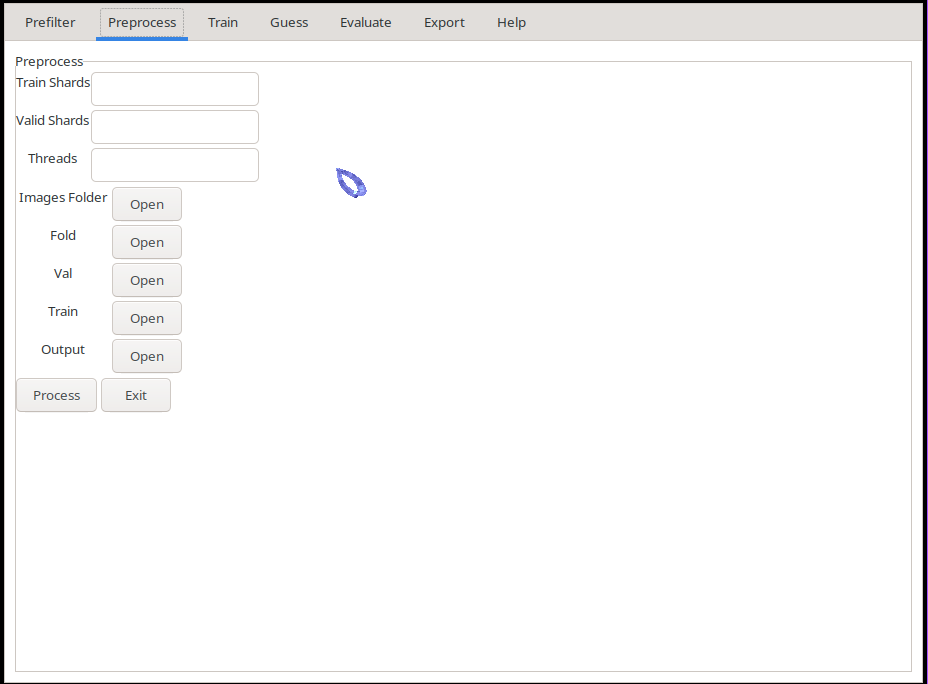 Prefilter Preprocess Train Guess Evaluate Export Help
Preprocess
Train Shards
Valid Shards
Threads
Images Folder Open
Fold Open
Val Open
Train Open
Output Open
Process Exit